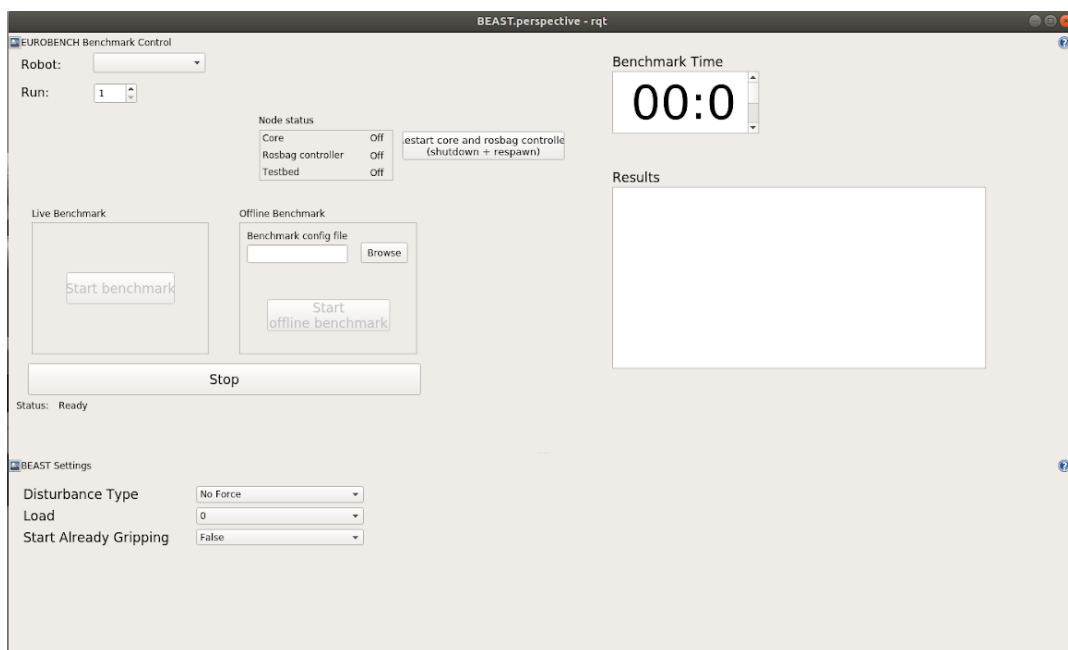 BEAST.perspective - rqt
EUROBENCH Benchmark Control
Robot:
Run: 1
Benchmark Time
00:0
Node status
Core Off
Rosbag controller Off
Testbed Off
estart core and rosbag controlle
(shutdown + respawn)
Results
Live Benchmark
Start benchmark
Offline Benchmark
Benchmark config file
Browse
Start
offline benchmark
Stop
Status: Ready
BEAST Settings
Disturbance Type No Force
Load 0
Start Already Gripping False